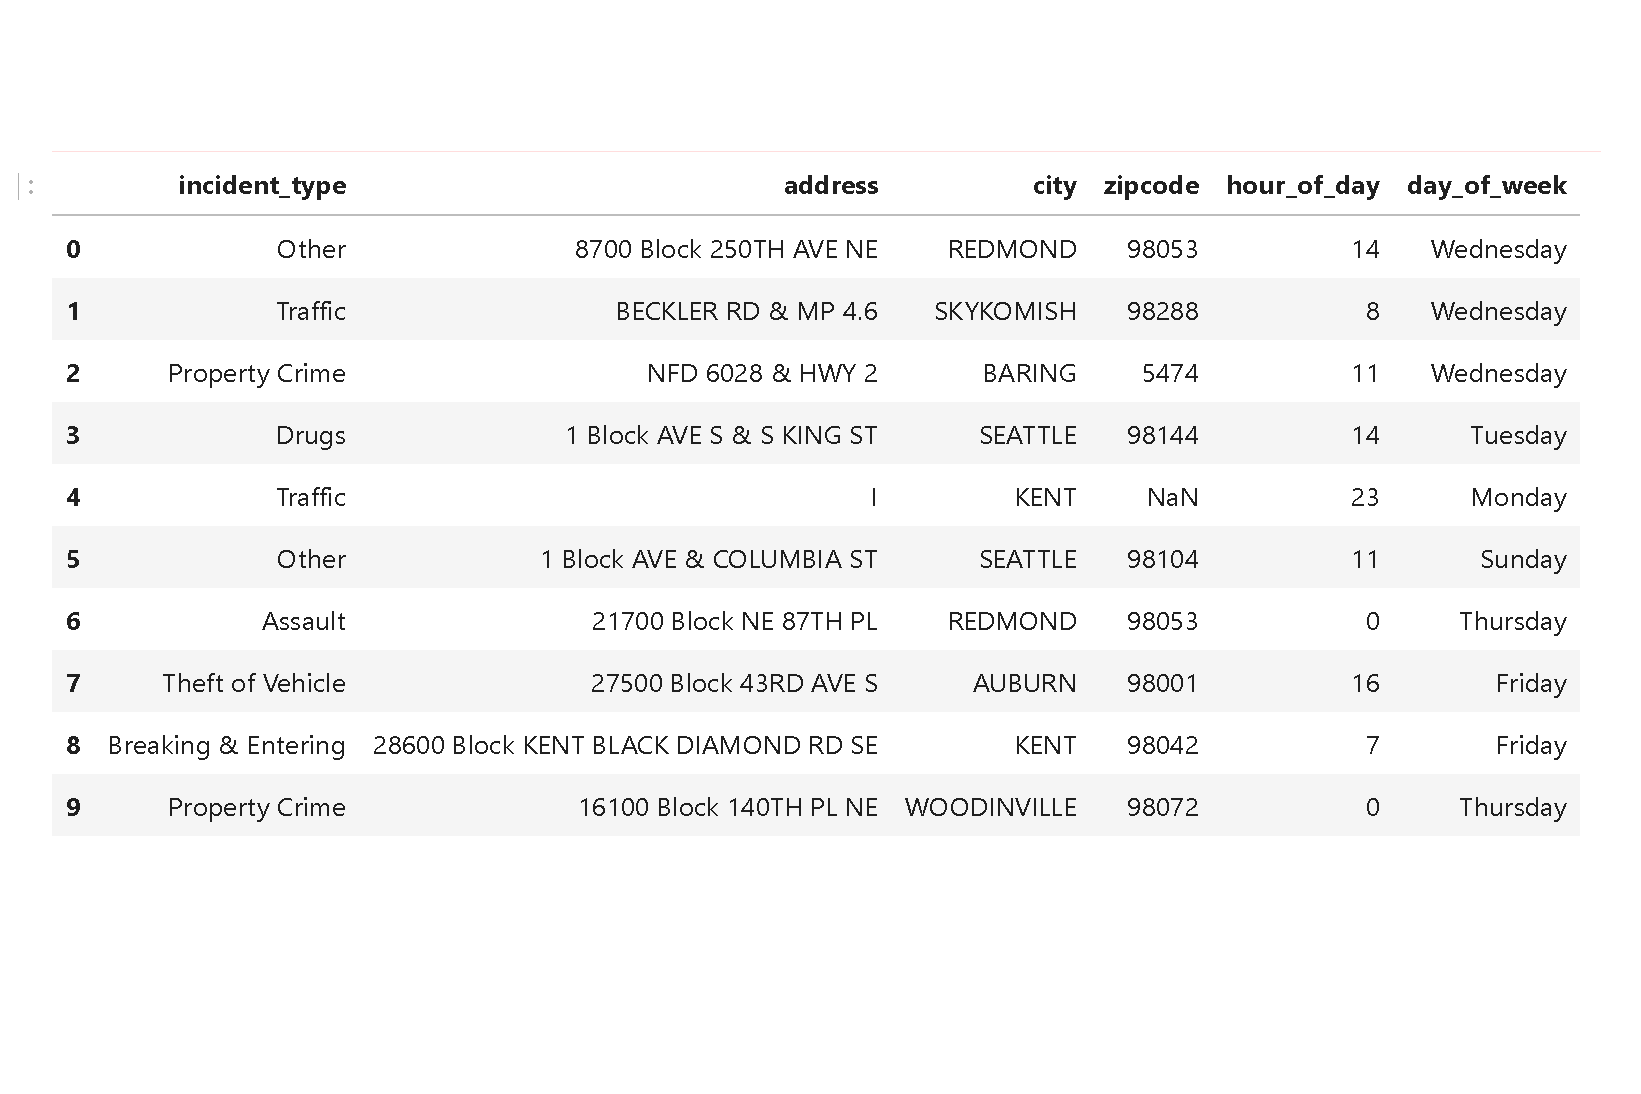 incident_type address city zipcode hour_of_day day_of_week
0 Other 8700 Block 250TH AVE NE REDMOND 98053 14 Wednesday
1 Traffic BECKLER RD & MP 4.6 SKYKOMISH 98288 8 Wednesday
2 Property Crime NFD 6028 & HWY 2 BARING 5474 11 Wednesday
3 Drugs 1 Block AVE S & S KING ST SEATTLE 98144 14 Tuesday
4 Traffic I KENT NaN 23 Monday
5 Other 1 Block AVE & COLUMBIA ST SEATTLE 98104 11 Sunday
6 Assault 21700 Block NE 87TH PL REDMOND 98053 0 Thursday
7 Theft of Vehicle 27500 Block 43RD AVE S AUBURN 98001 16 Friday
8 Breaking & Entering 28600 Block KENT BLACK DIAMOND RD SE KENT 98042 7 Friday
9 Property Crime 16100 Block 140TH PL NE WOODINVILLE 98072 0 Thursday